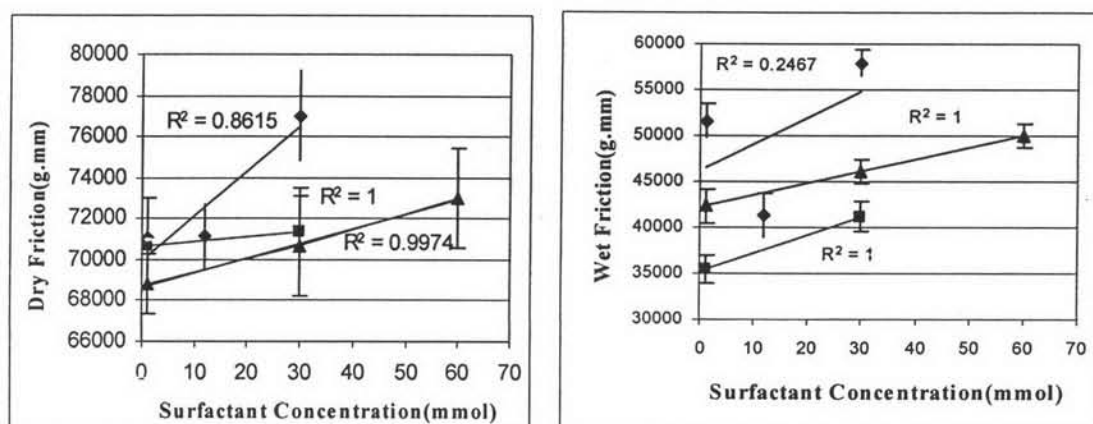 80000
78000
76000
74000
72000
70000
68000
66000
Dry Friction(g.mm)
R² = 0.8615
R² = 1
R² = 0.9974
0 10 20 30 40 50 60 70
Surfactant Concentration(mmol)
60000
55000
50000
45000
40000
35000
30000
Wet Friction(g.mm)
R² = 0.2467
R² = 1
R² = 1
0 10 20 30 40 50 60 70
Surfactant Concentration(mmol)